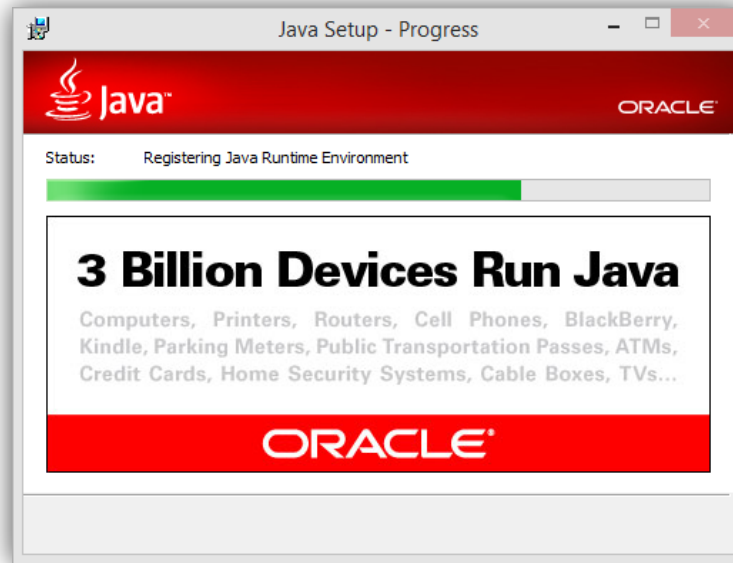 Java Setup - Progress
Java™
ORACLE®
Status: Registering Java Runtime Environment
3 Billion Devices Run Java
Computers, Printers, Routers, Cell Phones, BlackBerry,
Kindle, Parking Meters, Public Transportation Passes, ATMs,
Credit Cards, Home Security Systems, Cable Boxes, TVs...
ORACLE®